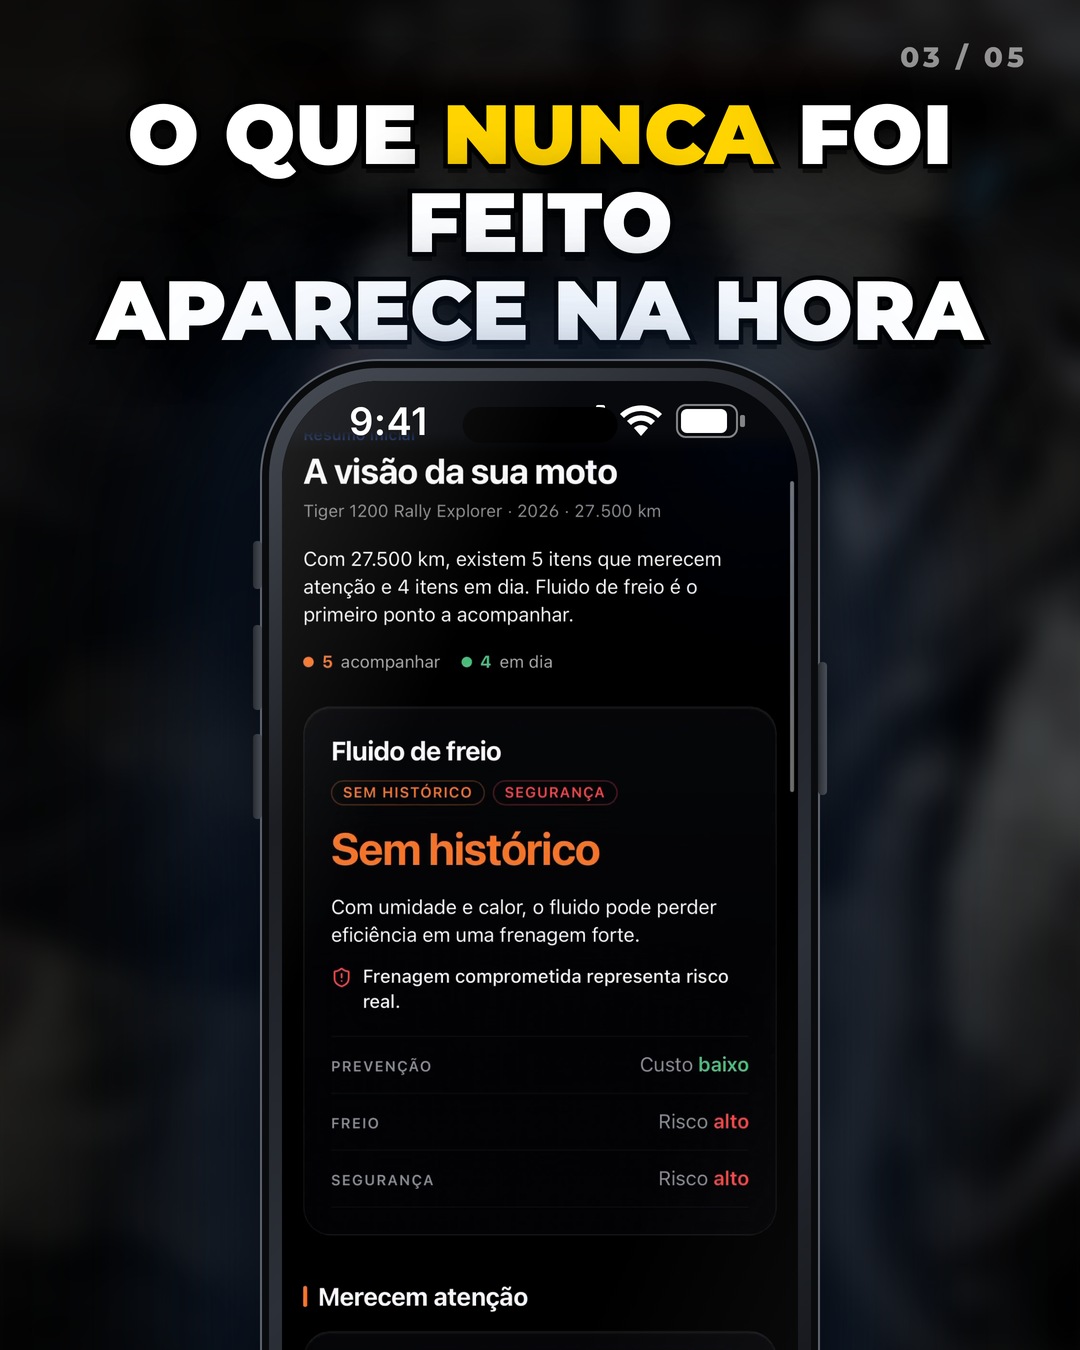 03 / 05
O QUE NUNCA FOI
FEITO
APARECE NA HORA
9:41
Resumo inicial
A visão da sua moto
Tiger 1200 Rally Explorer · 2026 · 27.500 km
Com 27.500 km, existem 5 itens que merecem
atenção e 4 itens em dia. Fluido de freio é o
primeiro ponto a acompanhar.
5 acompanhar 4 em dia
Fluido de freio
SEM HISTÓRICO SEGURANÇA
Sem histórico
Com umidade e calor, o fluido pode perder
eficiência em uma frenagem forte.
Frenagem comprometida representa risco
real.
PREVENÇÃO Custo baixo
FREIO Risco alto
SEGURANÇA Risco alto
Merecem atenção